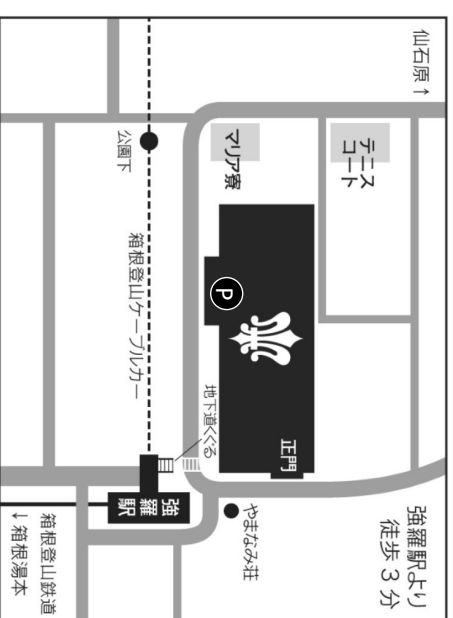 仙石原↑
テニス
コート
マリア寮
公園下
箱根登山ケーブルカー
P
地下道くぐる
正門
強羅駅
やまなみ荘
強羅駅より
徒歩3分
箱根登山鉄道
↓箱根湯本